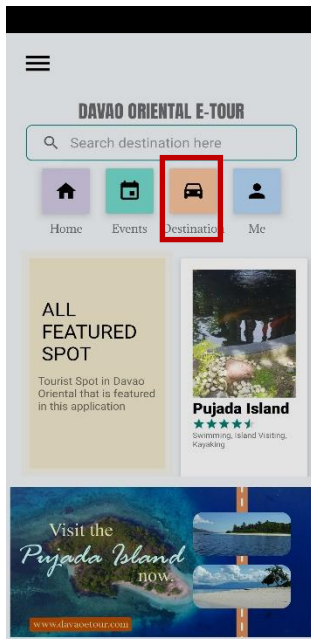 DAVAO ORIENTAL E-TOUR
Search destination here
Home Events Destination Me
ALL
FEATURED
SPOT
Tourist Spot in Davao
Oriental that is featured
in this application
Pujada Island
Swimming, Island Visiting,
Kayaking
Visit the
Pujada Island
now.
www.davaoetour.com